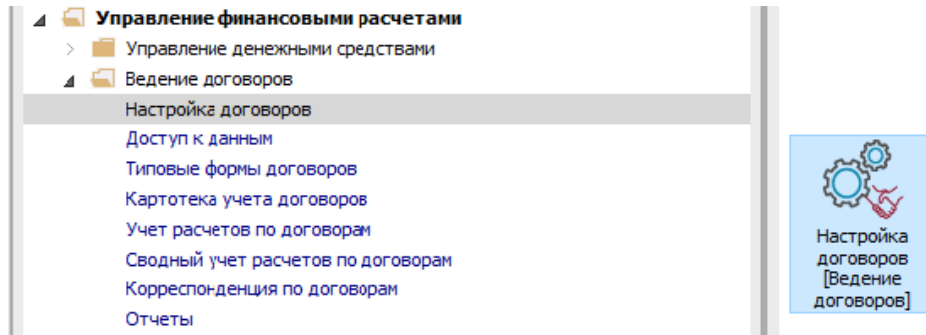 Управление финансовыми расчетами
Управление денежными средствами
Ведение договоров
Настройка договоров
Доступ к данным
Типовые формы договоров
Картотека учета договоров
Учет расчетов по договорам
Сводный учет расчетов по договорам
Корреспонденция по договорам
Отчеты
Настройка
договоров
[Ведение
договоров]